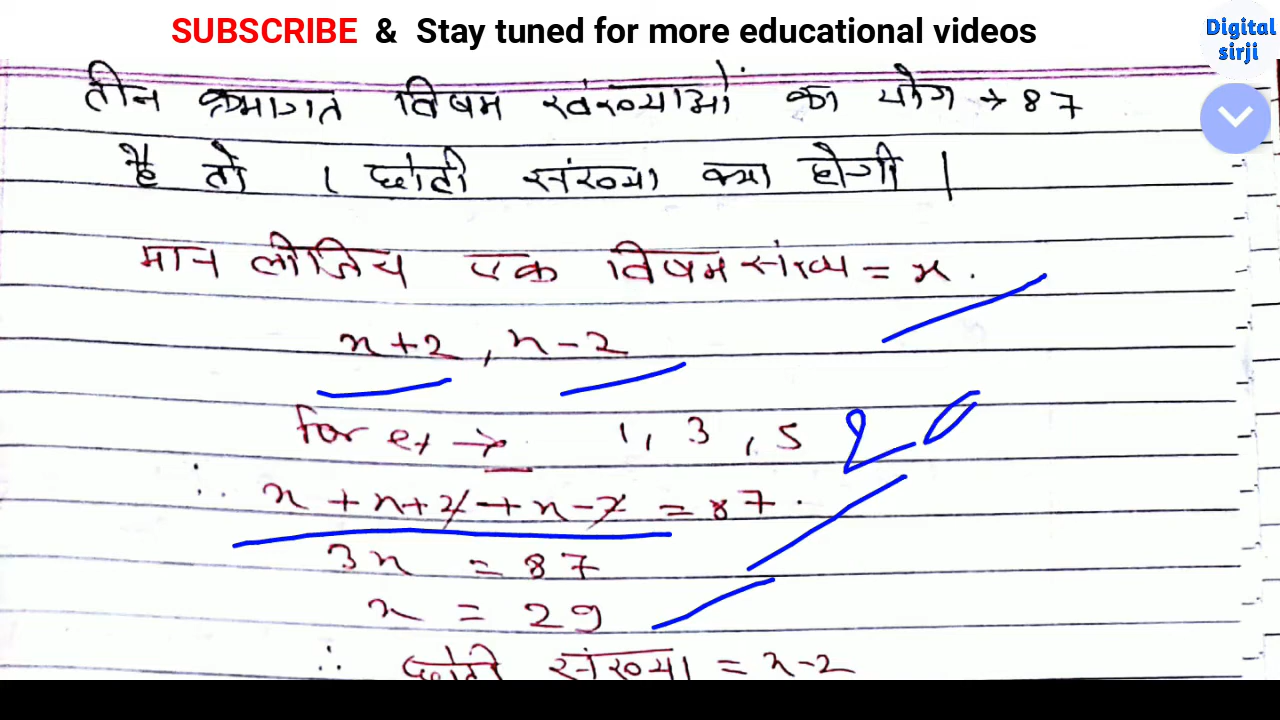 SUBSCRIBE & Stay tuned for more educational videos
Digital
sirji
तीन क्रमागत विषम संख्याओं का योग → 87
है तो । छोटी संख्या क्या होगी |
मान लीजिय एक विषम संख्य = x.
x+2, x-2
For ex → 1, 3, 5
∴ x + x+2 + x-2 = 87.
3x = 87
x = 29
∴ छोटी संख्या = x-2